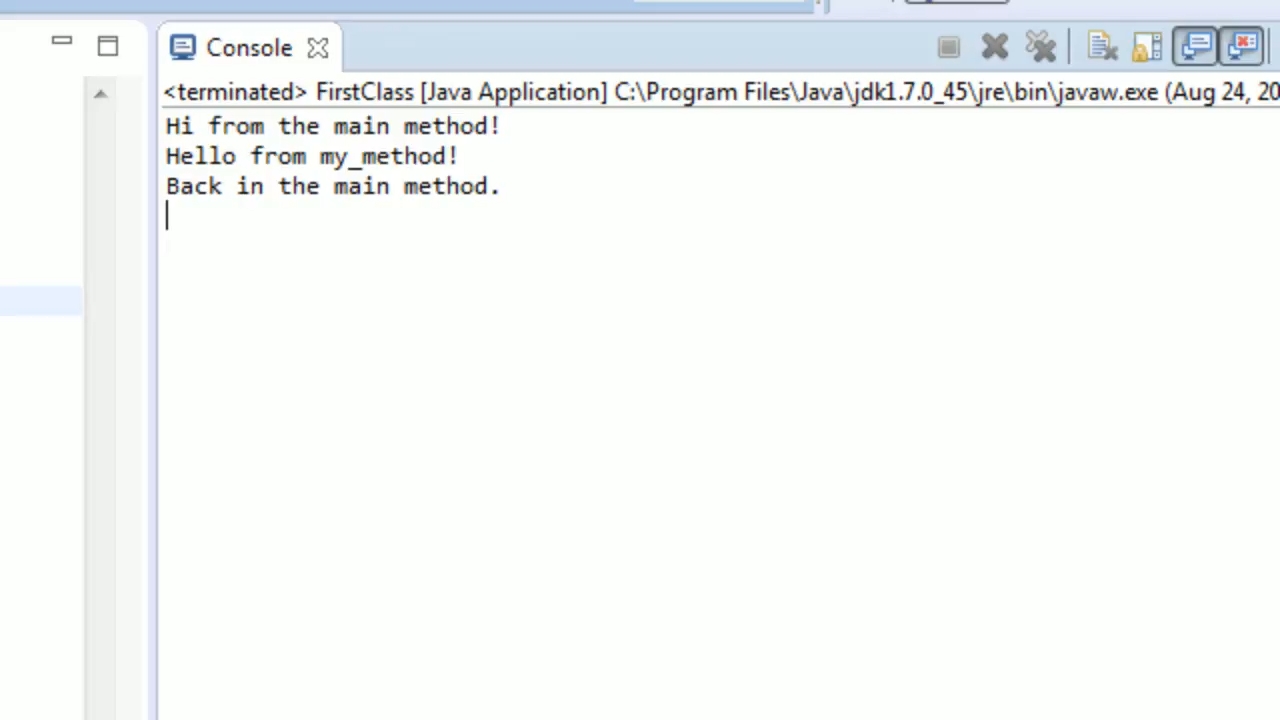 Console
<terminated> FirstClass [Java Application] C:\Program Files\Java\jdk1.7.0_45\jre\bin\javaw.exe (Aug 24, 20
Hi from the main method!
Hello from my_method!
Back in the main method.